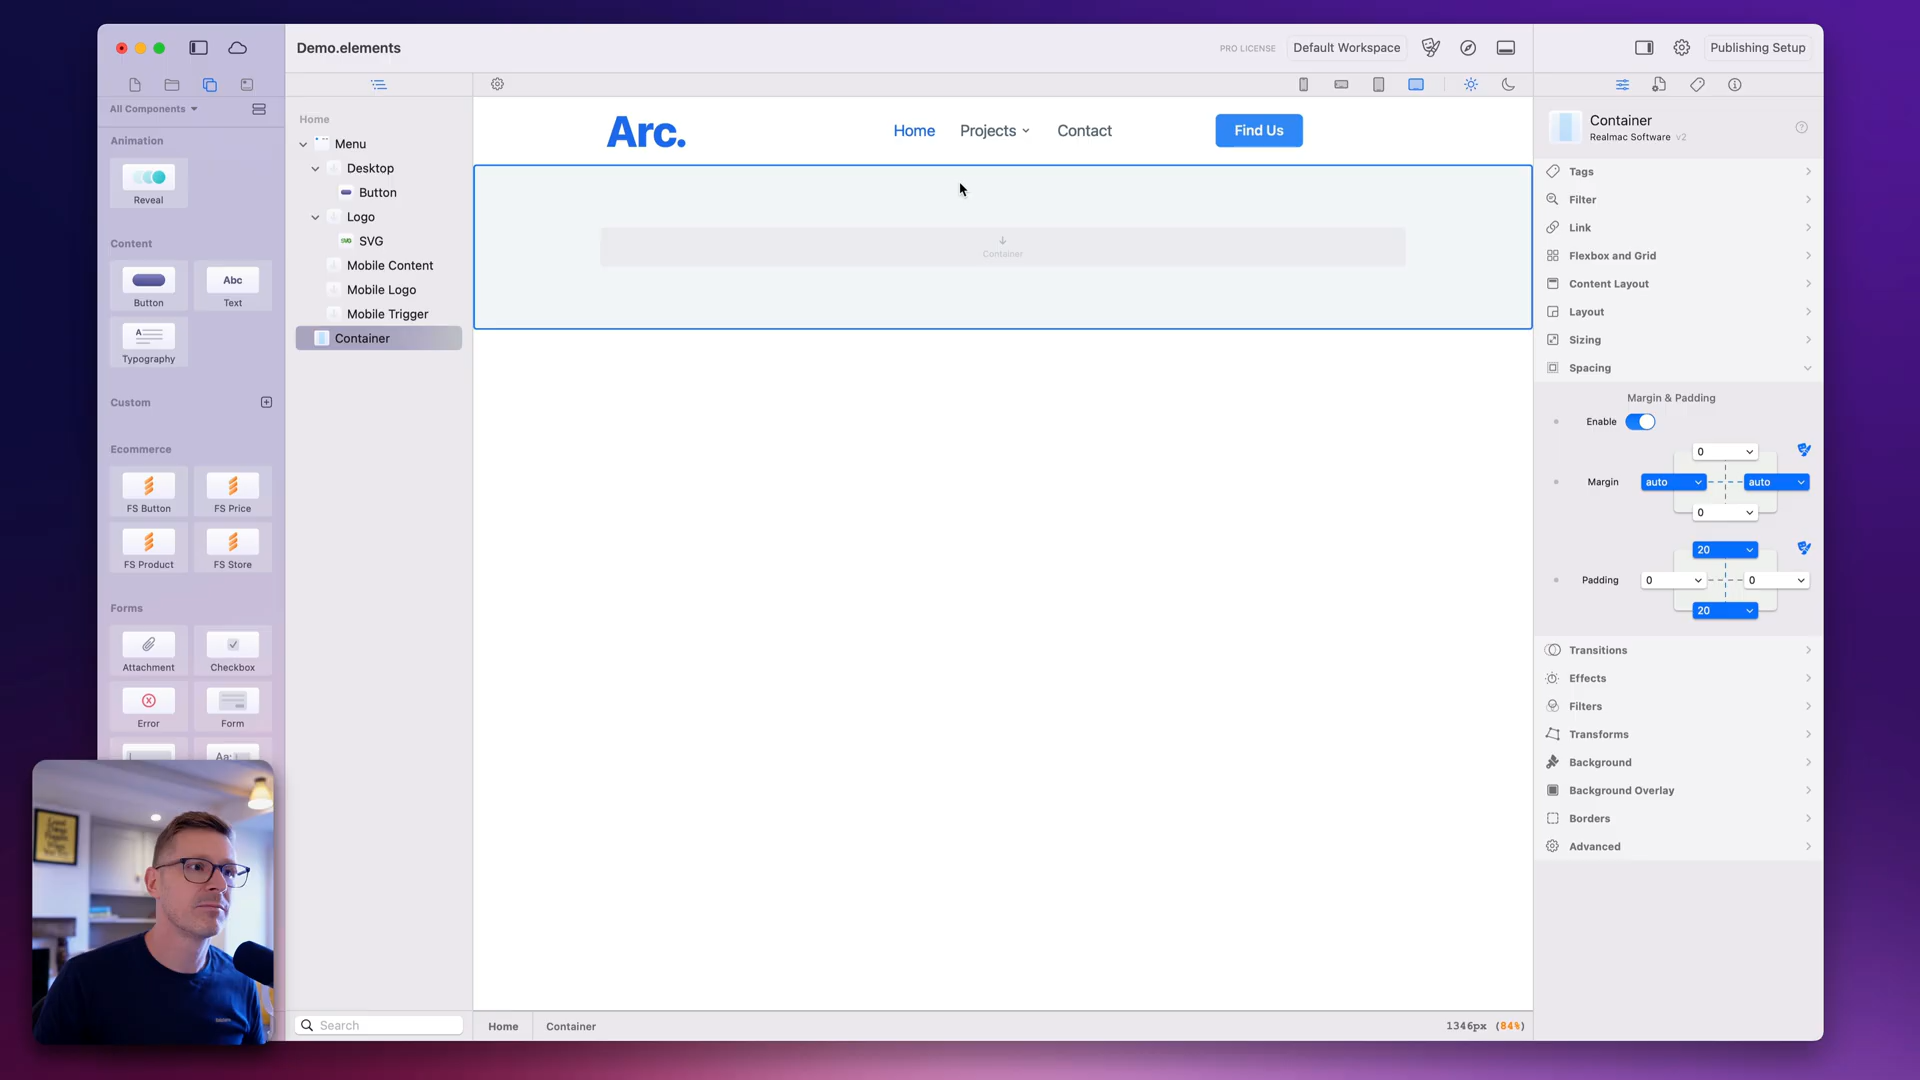 Demo.elements
PRO LICENSE
Default Workspace
Publishing Setup
All Components
Animation
Reveal
Content
Button
Abc
Text
A
Typography
Custom
Ecommerce
FS Button
FS Price
FS Product
FS Store
Forms
Attachment
Checkbox
Error
Form
Aa
Home
Menu
Desktop
Button
Logo
SVG
SVG
Mobile Content
Mobile Logo
Mobile Trigger
Container
Search
Arc.
Home
Projects
Contact
Find Us
Container
Home
Container
1346px (84%)
Container
Realmac Software v2
Tags
Filter
Link
Flexbox and Grid
Content Layout
Layout
Sizing
Spacing
Margin & Padding
Enable
0
Margin
auto
auto
0
20
Padding
0
0
20
Transitions
Effects
Filters
Transforms
Background
Background Overlay
Borders
Advanced